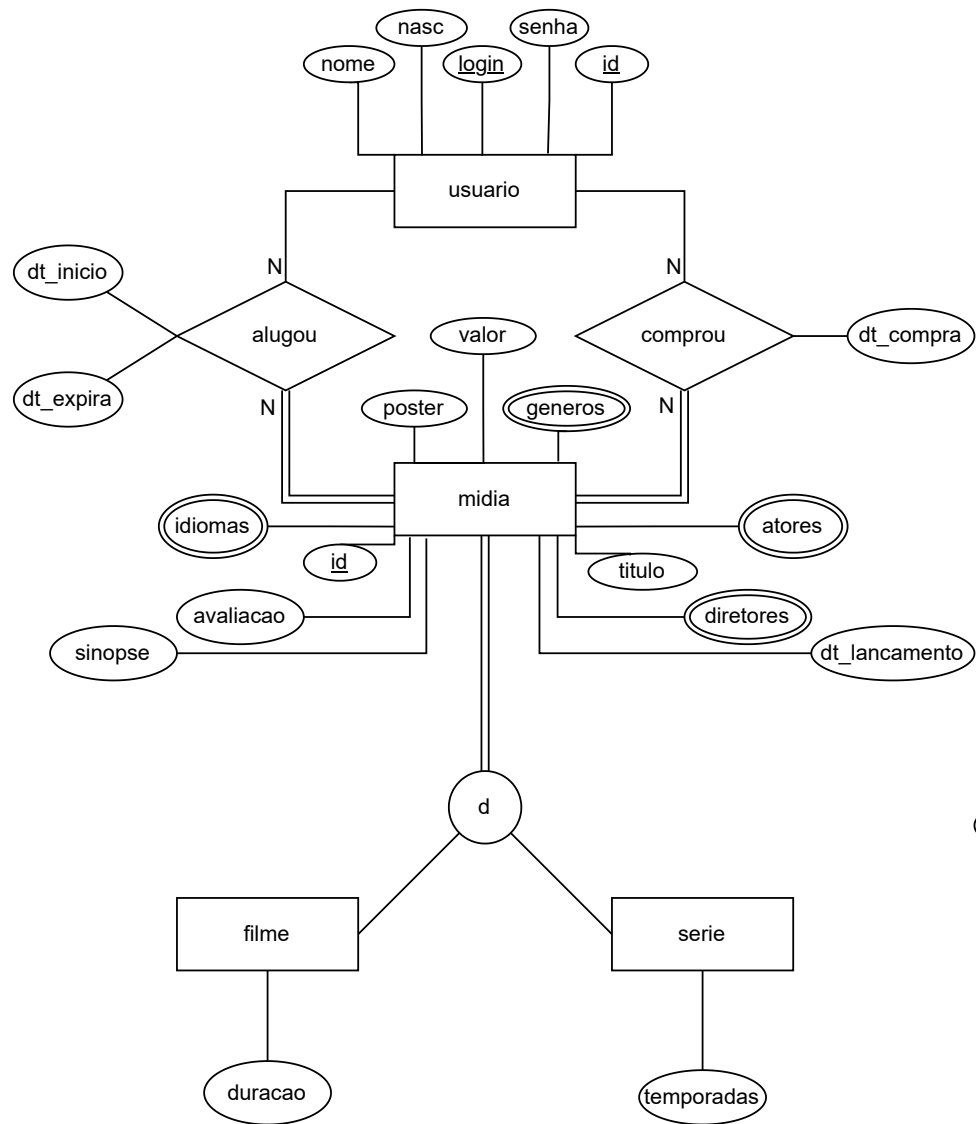 nasc
senha
nome
login
id
usuario
dt_inicio
N
N
alugou
valor
comprou
dt_compra
dt_expira
N
poster
generos
N
midia
idiomas
atores
id
titulo
avaliacao
diretores
sinopse
dt_lancamento
d
filme
serie
duracao
temporadas